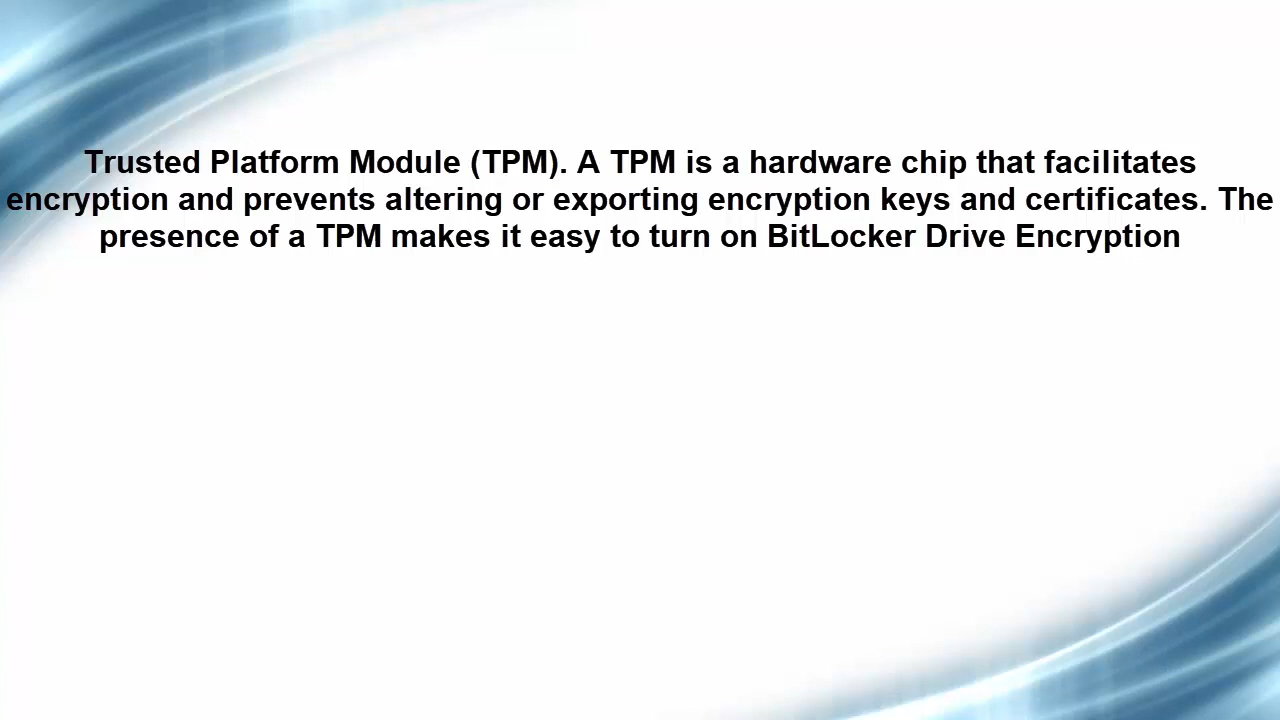 Trusted Platform Module (TPM). A TPM is a hardware chip that facilitates
encryption and prevents altering or exporting encryption keys and certificates. The
presence of a TPM makes it easy to turn on BitLocker Drive Encryption